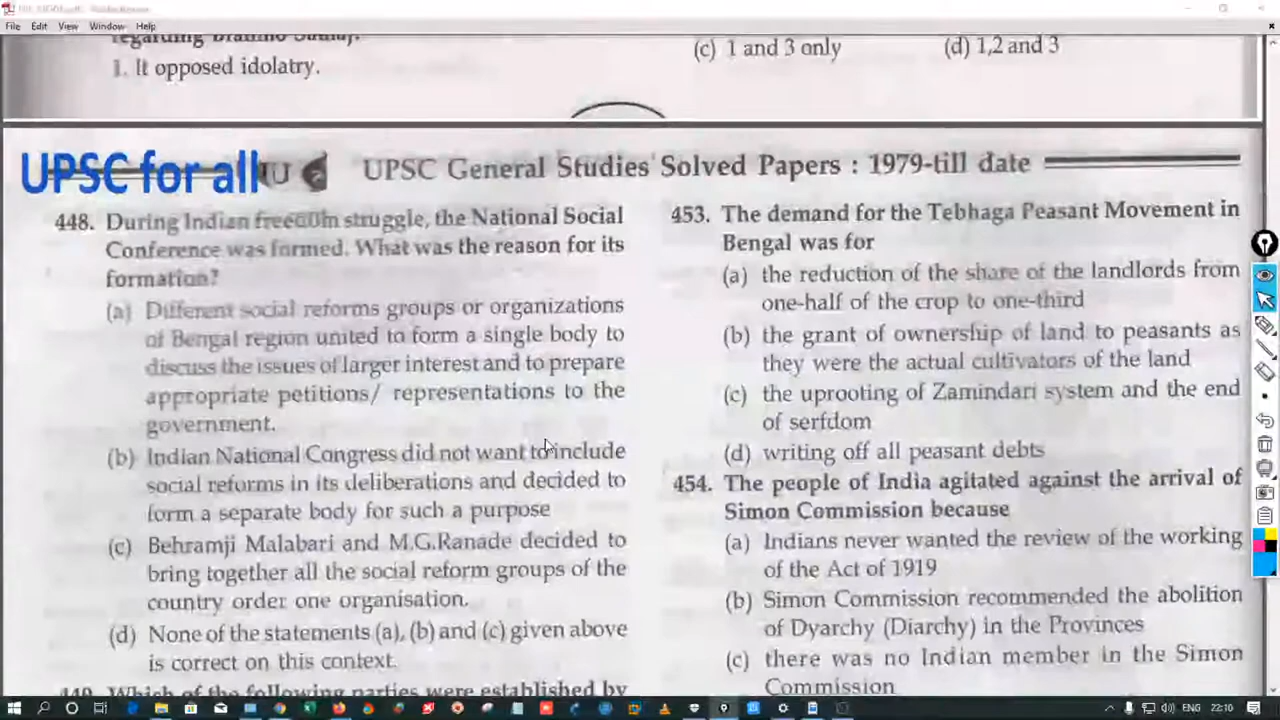 File Edit View Window Help
regarding Brahmo Samaj.
1. It opposed idolatry.
(c) 1 and 3 only (d) 1,2 and 3
UPSC for all
UPSC General Studies Solved Papers : 1979-till date
448. During Indian freedom struggle, the National Social
Conference was formed. What was the reason for its
formation?
(a) Different social reforms groups or organizations
of Bengal region united to form a single body to
discuss the issues of larger interest and to prepare
appropriate petitions/ representations to the
government.
(b) Indian National Congress did not want to include
social reforms in its deliberations and decided to
form a separate body for such a purpose
(c) Behramji Malabari and M.G.Ranade decided to
bring together all the social reform groups of the
country order one organisation.
(d) None of the statements (a), (b) and (c) given above
is correct on this context.
449. Which of the following parties were established by
453. The demand for the Tebhaga Peasant Movement in
Bengal was for
(a) the reduction of the share of the landlords from
one-half of the crop to one-third
(b) the grant of ownership of land to peasants as
they were the actual cultivators of the land
(c) the uprooting of Zamindari system and the end
of serfdom
(d) writing off all peasant debts
454. The people of India agitated against the arrival of
Simon Commission because
(a) Indians never wanted the review of the working
of the Act of 1919
(b) Simon Commission recommended the abolition
of Dyarchy (Diarchy) in the Provinces
(c) there was no Indian member in the Simon
Commission
ENG 22:10